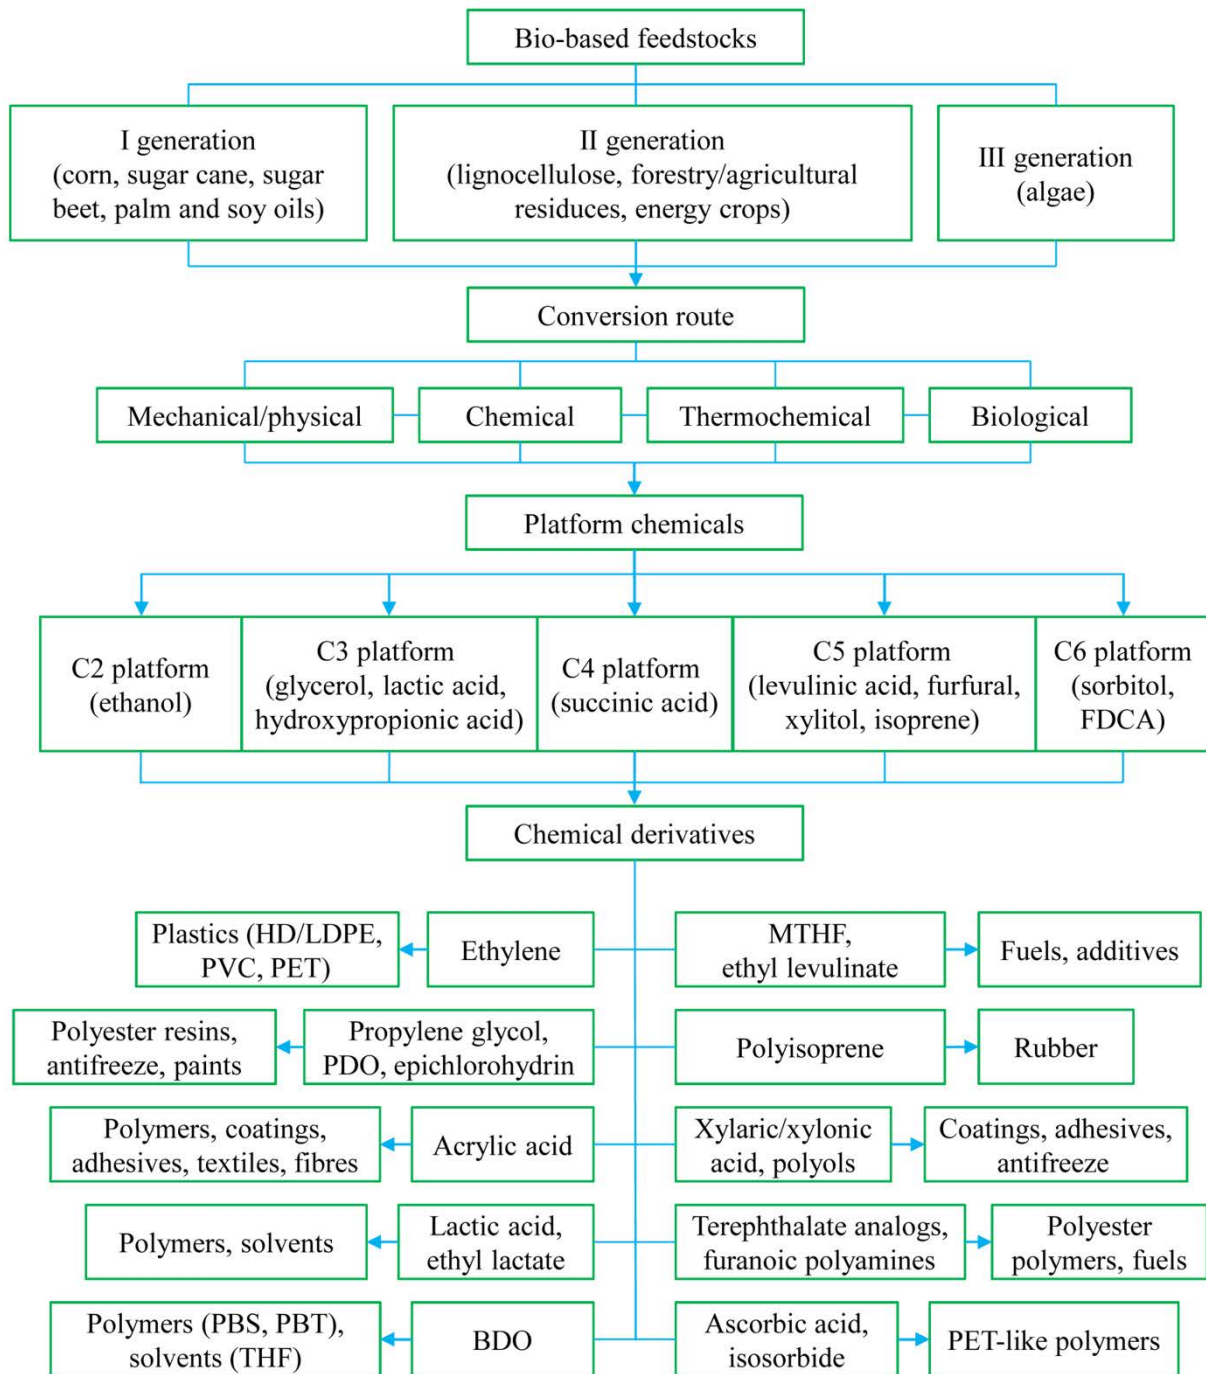 Bio-based feedstocks
I generation
(corn, sugar cane, sugar
beet, palm and soy oils)
II generation
(lignocellulose, forestry/agricultural
residuces, energy crops)
III generation
(algae)
Conversion route
Mechanical/physical
Chemical
Thermochemical
Biological
Platform chemicals
C2 platform
(ethanol)
C3 platform
(glycerol, lactic acid,
hydroxypropionic acid)
C4 platform
(succinic acid)
C5 platform
(levulinic acid, furfural,
xylitol, isoprene)
C6 platform
(sorbitol,
FDCA)
Chemical derivatives
Plastics (HD/LDPE,
PVC, PET)
Ethylene
MTHF,
ethyl levulinate
Fuels, additives
Polyester resins,
antifreeze, paints
Propylene glycol,
PDO, epichlorohydrin
Polyisoprene
Rubber
Polymers, coatings,
adhesives, textiles, fibres
Acrylic acid
Xylaric/xylonic
acid, polyols
Coatings, adhesives,
antifreeze
Polymers, solvents
Lactic acid,
ethyl lactate
Terephthalate analogs,
furanoic polyamines
Polyester
polymers, fuels
Polymers (PBS, PBT),
solvents (THF)
BDO
Ascorbic acid,
isosorbide
PET-like polymers